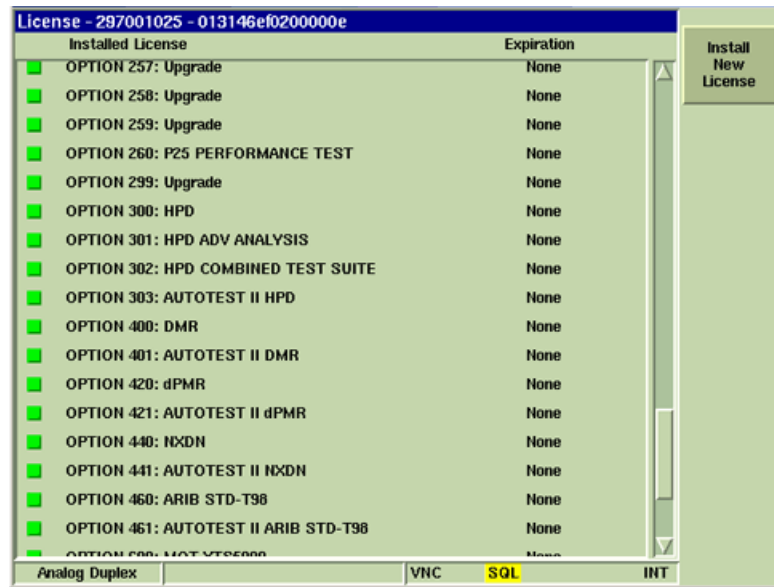 License - 297001025 - 013146ef0200000e
Installed License Expiration
OPTION 257: Upgrade None
OPTION 258: Upgrade None
OPTION 259: Upgrade None
OPTION 260: P25 PERFORMANCE TEST None
OPTION 299: Upgrade None
OPTION 300: HPD None
OPTION 301: HPD ADV ANALYSIS None
OPTION 302: HPD COMBINED TEST SUITE None
OPTION 303: AUTOTEST II HPD None
OPTION 400: DMR None
OPTION 401: AUTOTEST II DMR None
OPTION 420: dPMR None
OPTION 421: AUTOTEST II dPMR None
OPTION 440: NXDN None
OPTION 441: AUTOTEST II NXDN None
OPTION 460: ARIB STD-T98 None
OPTION 461: AUTOTEST II ARIB STD-T98 None
OPTION None
Analog Duplex VNC SQL INT
Install
New
License